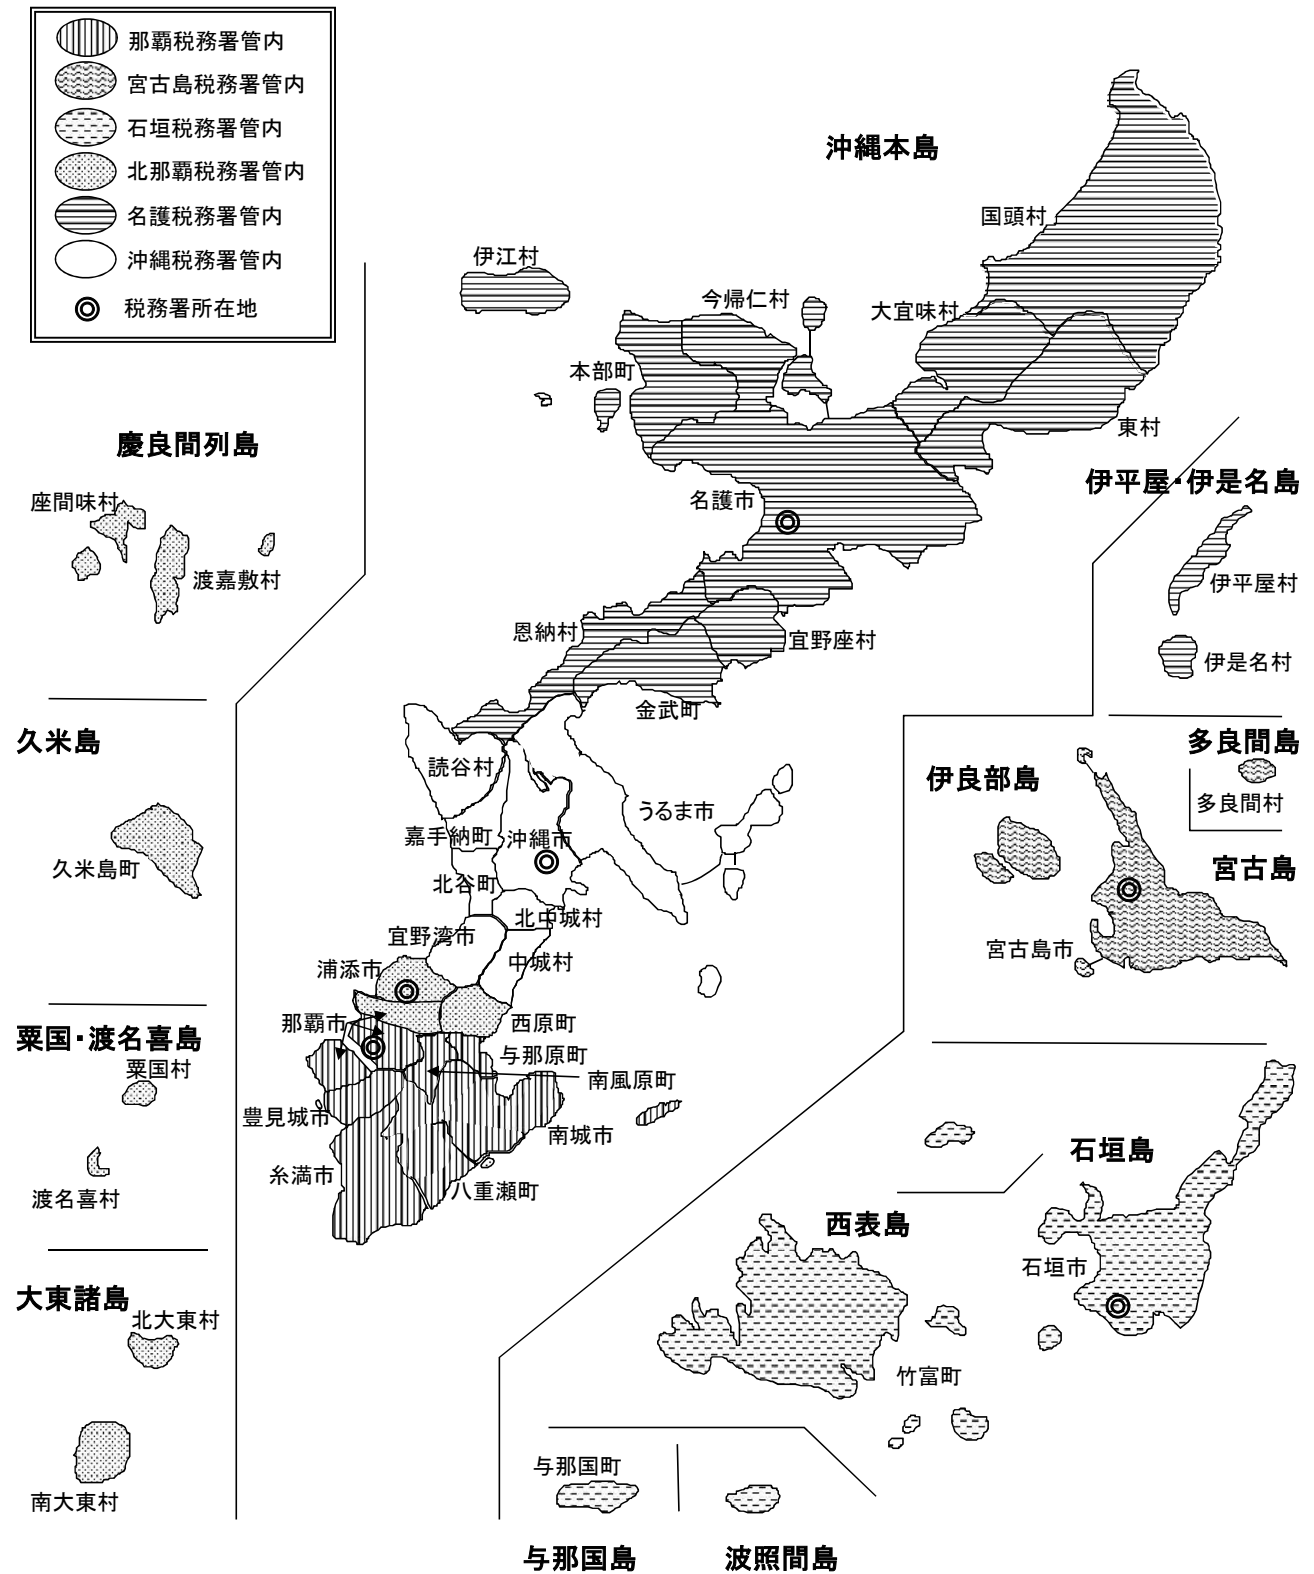 那覇税務署管内
宮古島税務署管内
石垣税務署管内
北那覇税務署管内
名護税務署管内
沖縄税務署管内
税務署所在地
沖縄本島
国頭村
伊江村
今帰仁村
大宜味村
本部町
東村
慶良間列島
伊平屋・伊是名島
座間味村
名護市
渡嘉敷村
伊平屋村
恩納村
宜野座村
伊是名村
金武町
久米島
多良間島
読谷村
伊良部島
多良間村
うるま市
嘉手納町
沖縄市
久米島町
宮古島
北谷町
北中城村
宜野湾市
宮古島市
中城村
浦添市
那覇市
西原町
粟国・渡名喜島
与那原町
粟国村
南風原町
豊見城市
南城市
石垣島
糸満市
八重瀬町
渡名喜村
西表島
石垣市
大東諸島
北大東村
竹富町
与那国町
南大東村
与那国島
波照間島